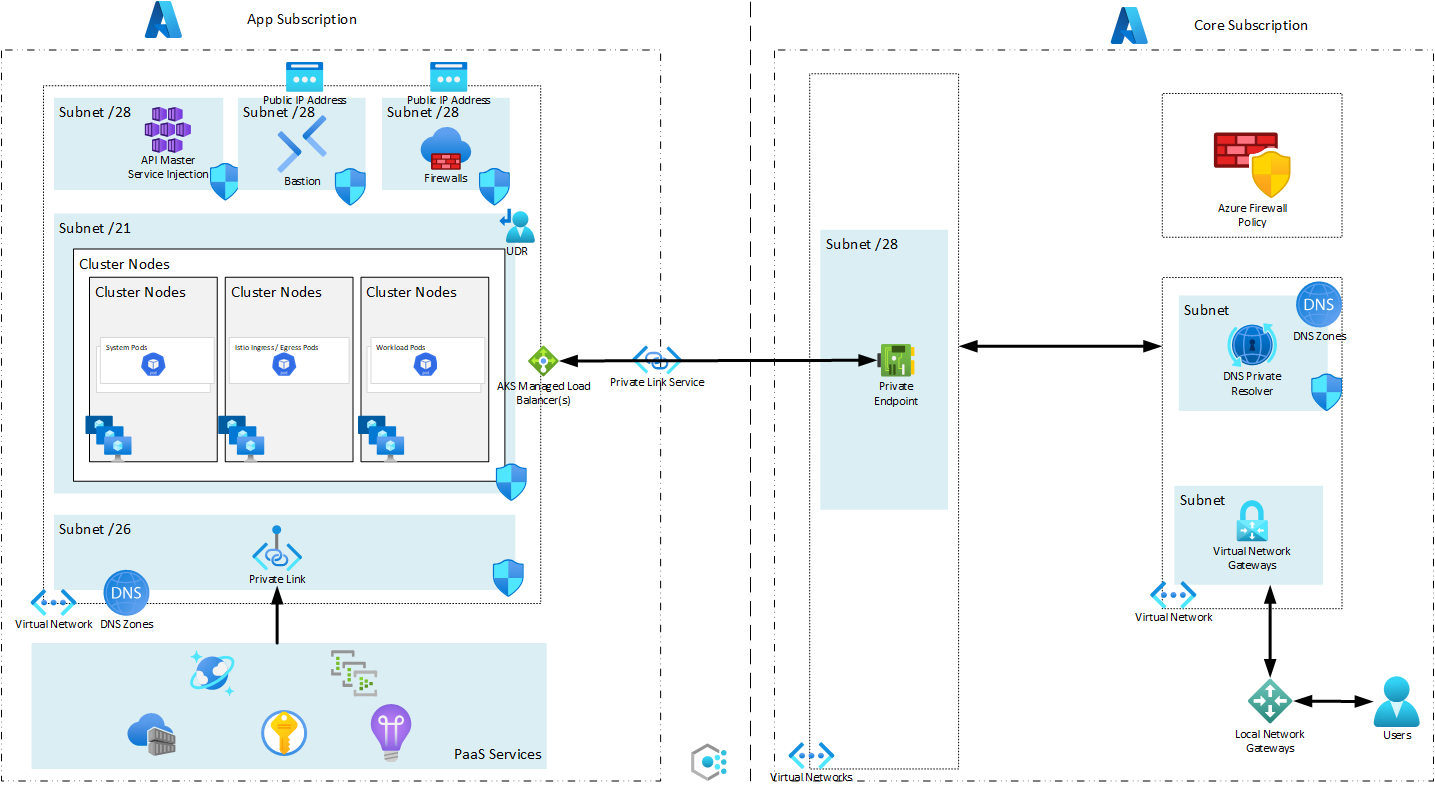 App Subscription
Core Subscription
Public IP Address
Public IP Address
Subnet /28
Subnet /28
Subnet /28
API Master
Service Injection
Bastion
Firewalls
Subnet /21
UDR
Cluster Nodes
Cluster Nodes
Cluster Nodes
Cluster Nodes
System Pods
pod
Istio Ingress / Egress Pods
pod
Workload Pods
pod
AKS Managed Load
Balancer(s)
Private Link Service
Subnet /26
Private Link
Virtual Network
DNS
DNS Zones
PaaS Services
Subnet /28
Private
Endpoint
Virtual Networks
Azure Firewall
Policy
Subnet
DNS
DNS Zones
DNS Private
Resolver
Subnet
Virtual Network
Gateways
Virtual Network
Local Network
Gateways
Users